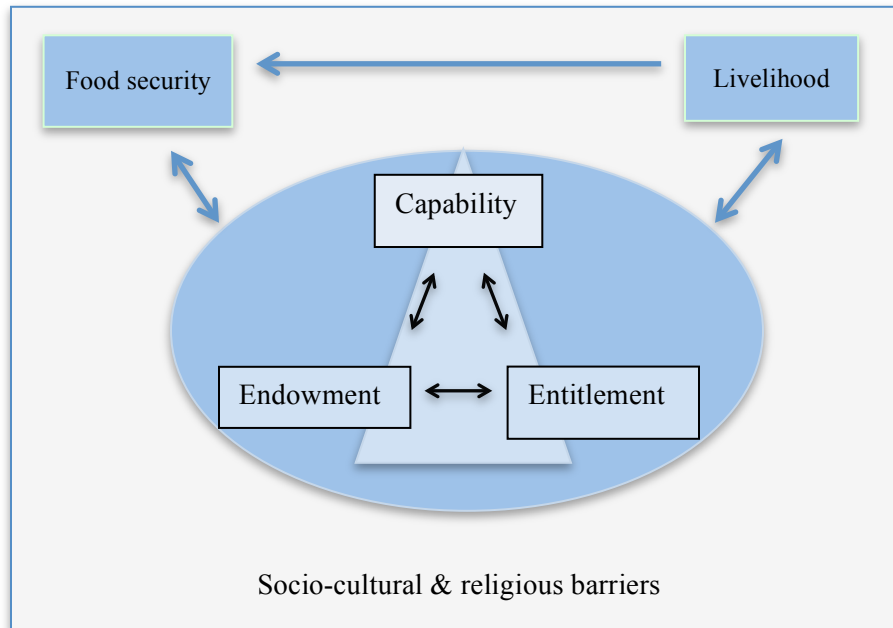 Food security
Livelihood
Capability
Endowment
Entitlement
Socio-cultural & religious barriers